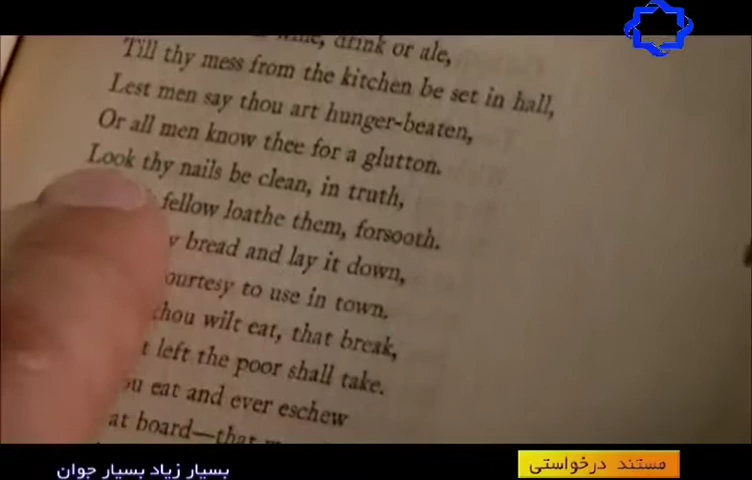 wine, drink or ale,
Till thy mess from the kitchen be set in hall,
Lest men say thou art hunger-beaten,
Or all men know thee for a glutton.
Look thy nails be clean, in truth,
fellow loathe them, forsooth.
bread and lay it down,
to use in town.
thou wilt eat, that break,
left the poor shall take.
eat and ever eschew
at board—that
بسیار زیاد بسیار جوان
مستند درخواستی